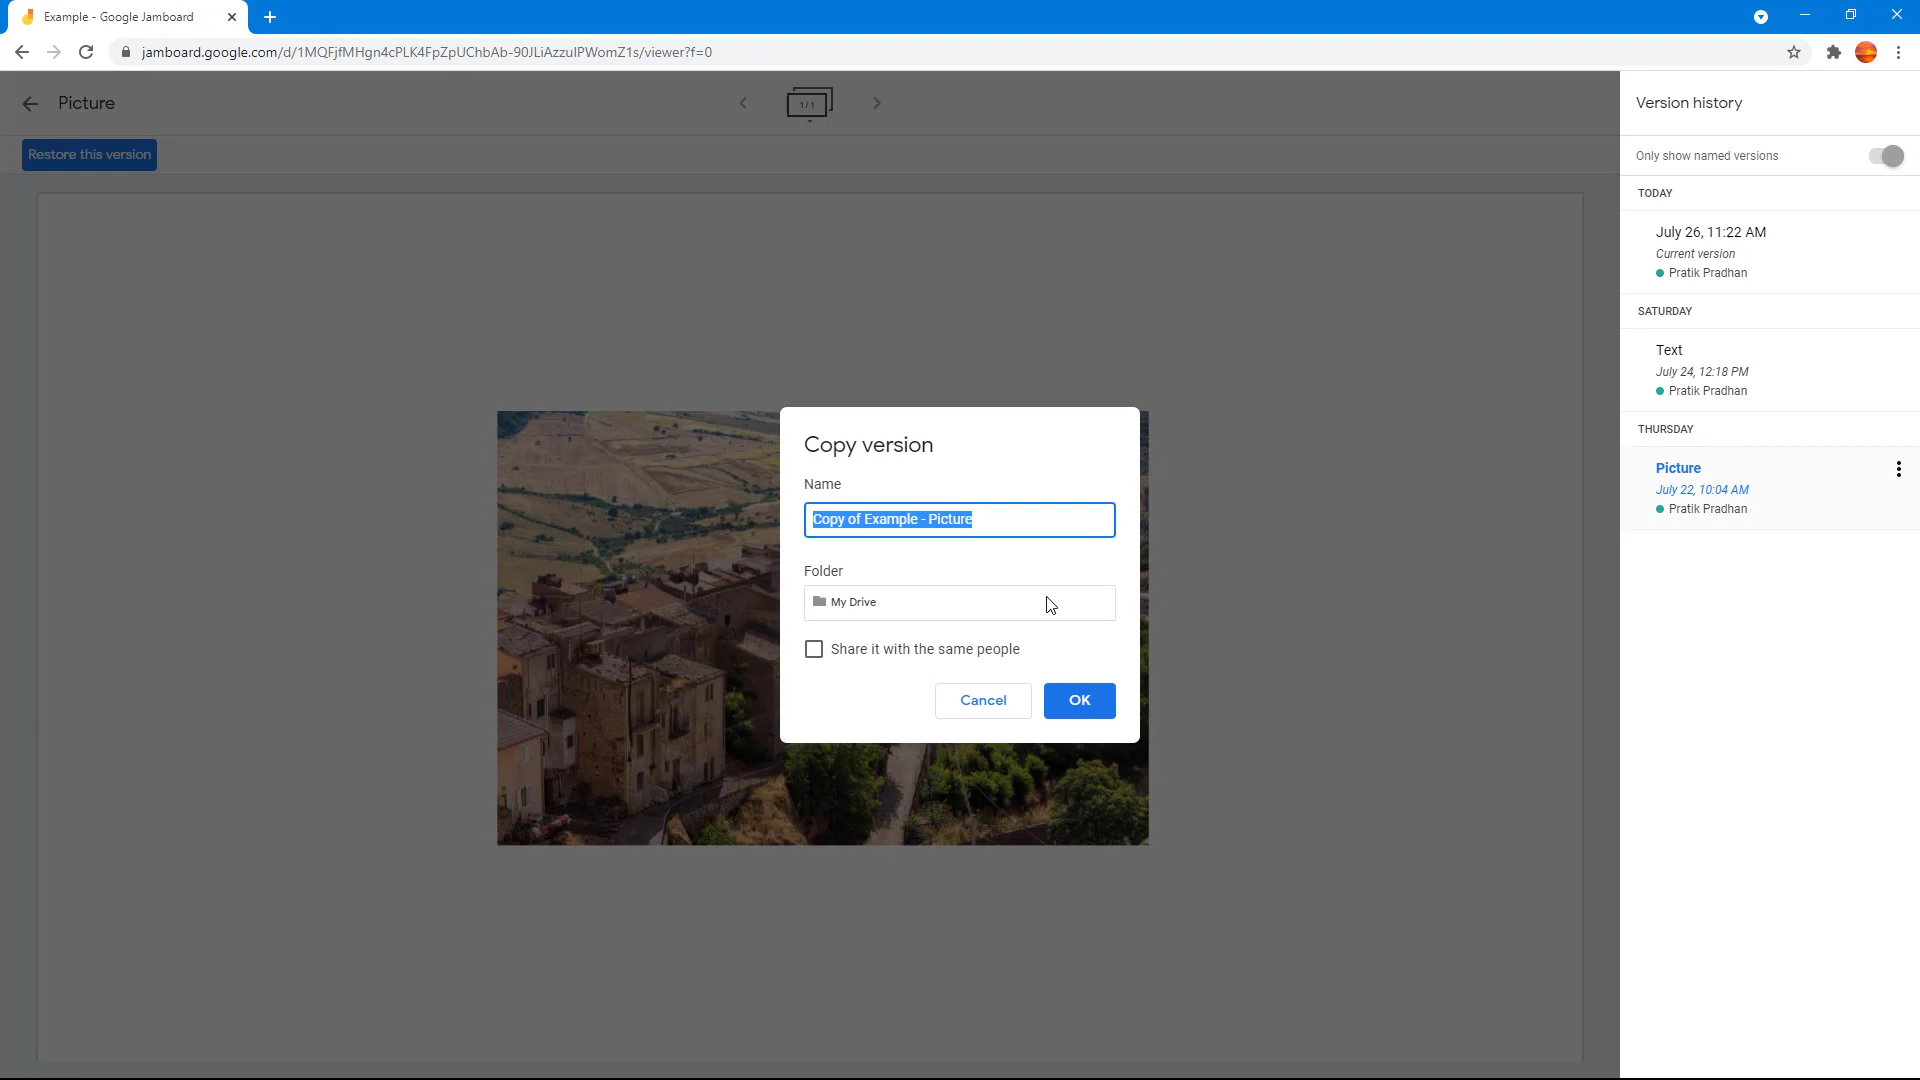 Example - Google Jamboard
jamboard.google.com/d/1MQFjfMHgn4cPLK4FpZpUChbAb-90JLiAzzuIPWomZ1s/viewer?f=0
Picture
1 / 1
Restore this version
Copy version
Name
Copy of Example - Picture
Folder
My Drive
Share it with the same people
Cancel
OK
Version history
Only show named versions
TODAY
July 26, 11:22 AM
Current version
Pratik Pradhan
SATURDAY
Text
July 24, 12:18 PM
Pratik Pradhan
THURSDAY
Picture
July 22, 10:04 AM
Pratik Pradhan